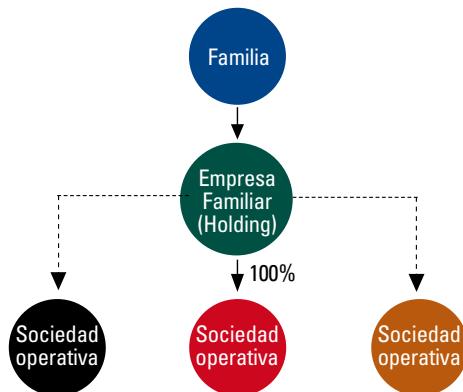 Familia
Empresa
Familiar
(Holding)
100%
Sociedad
operativa
Sociedad
operativa
Sociedad
operativa